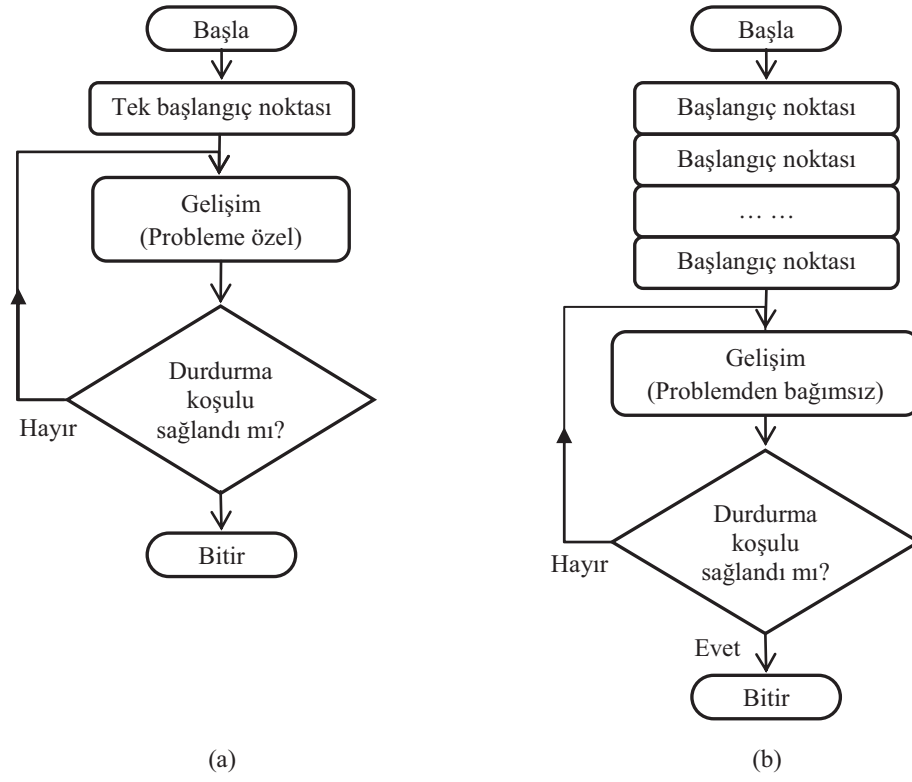 Başla
Tek başlangıç noktası
Gelişim
(Probleme özel)
Durdurma
koşulu
sağlandı mı?
Hayır
Bitir
(a)
Başla
Başlangıç noktası
Başlangıç noktası
… …
Başlangıç noktası
Gelişim
(Problemden bağımsız)
Durdurma
koşulu
sağlandı mı?
Hayır
Evet
Bitir
(b)